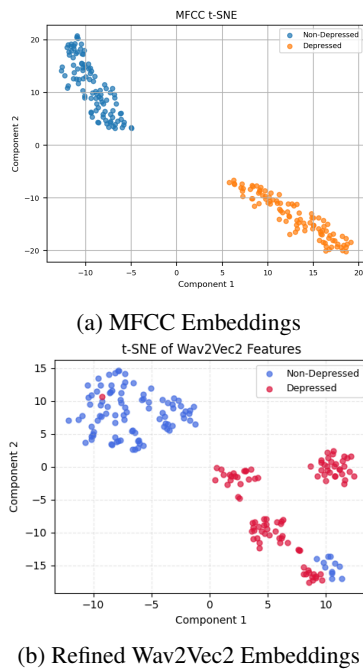 MFCC t-SNE
Non-Depressed
Depressed
20
10
0
−10
−20
Component 2
−10 −5 0 5 10 15 20
Component 1
(a) MFCC Embeddings
t-SNE of Wav2Vec2 Features
Non-Depressed
Depressed
15
10
5
0
−5
−10
−15
Component 2
−10 −5 0 5 10
Component 1
(b) Refined Wav2Vec2 Embeddings